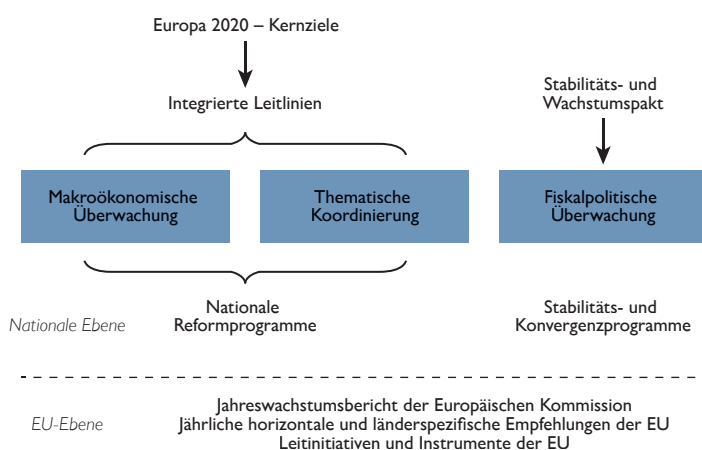 Europa 2020 – Kernziele
Integrierte Leitlinien
Stabilitäts- und
Wachstumspakt
Makroökonomische
Überwachung
Thematische
Koordinierung
Fiskalpolitische
Überwachung
Nationale Ebene
Nationale
Reformprogramme
Stabilitäts- und
Konvergenzprogramme
EU-Ebene
Jahreswachstumsbericht der Europäischen Kommission
Jährliche horizontale und länderspezifische Empfehlungen der EU
Leitinitiativen und Instrumente der EU